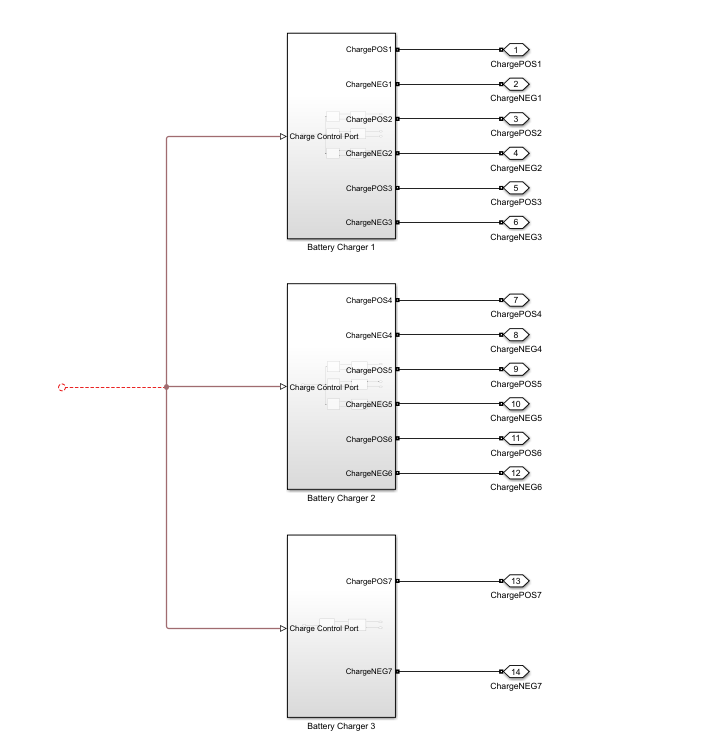 ChargePOS1
1
ChargePOS1
ChargeNEG1
2
ChargeNEG1
ChargePOS2
3
ChargePOS2
Charge Control Port
ChargeNEG2
4
ChargeNEG2
ChargePOS3
5
ChargePOS3
ChargeNEG3
6
ChargeNEG3
Battery Charger 1
ChargePOS4
7
ChargePOS4
ChargeNEG4
8
ChargeNEG4
ChargePOS5
9
ChargePOS5
Charge Control Port
ChargeNEG5
10
ChargeNEG5
ChargePOS6
11
ChargePOS6
ChargeNEG6
12
ChargeNEG6
Battery Charger 2
ChargePOS7
13
ChargePOS7
Charge Control Port
ChargeNEG7
14
ChargeNEG7
Battery Charger 3